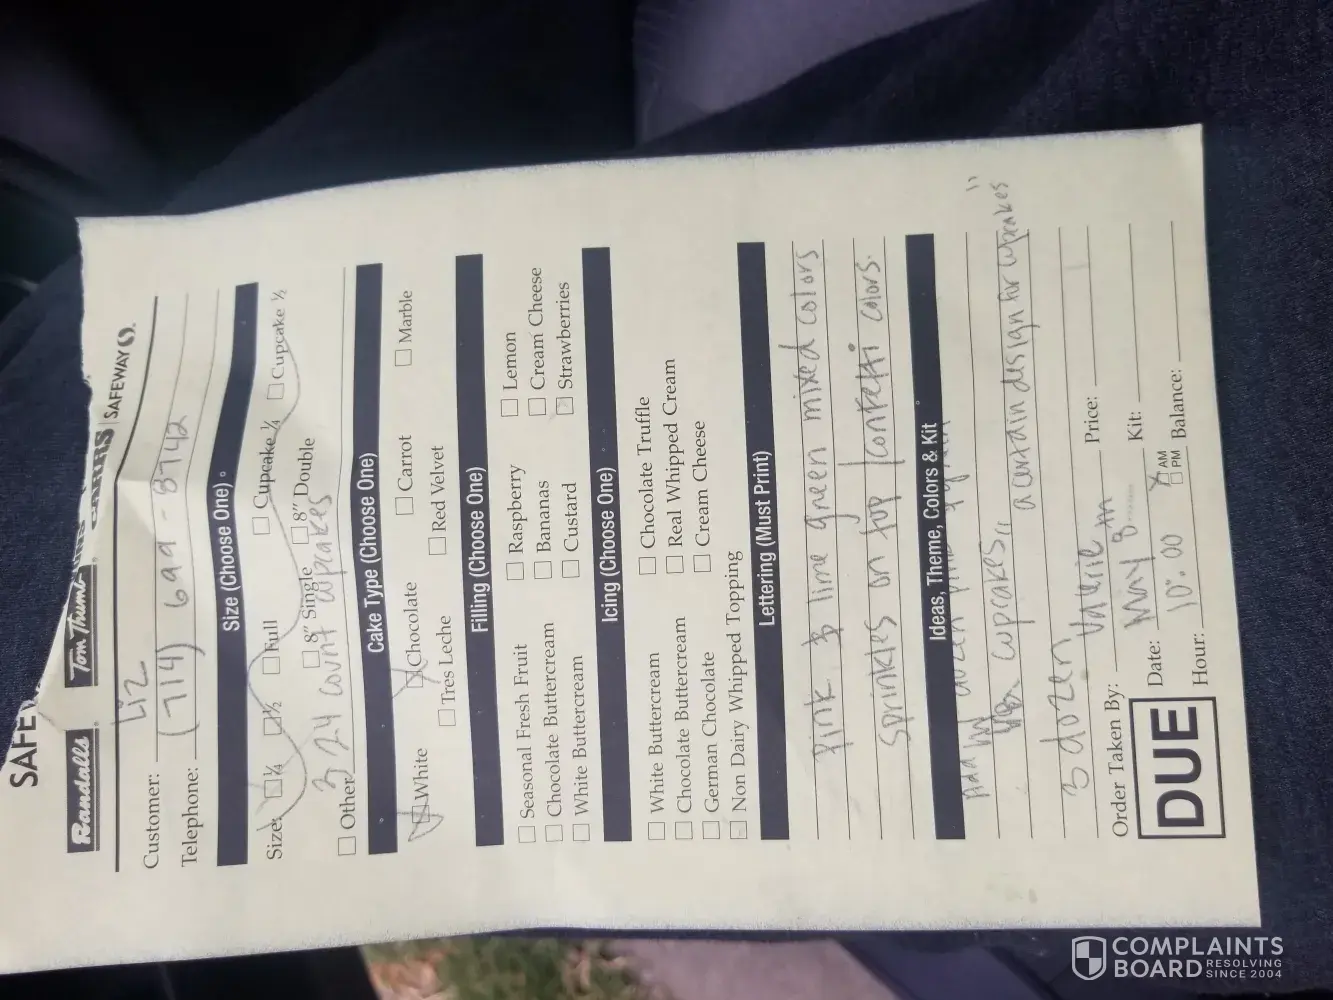 SAFE
Randalls Tom Thumb SAFEWAY
Customer: Liz
Telephone: (714) 699-8742
Size (Choose One)
Size: ☐ ¼ ☐ ½ ☐ Full ☐ Cupcake ¼ ☐ Cupcake ½
☐ 8" Single ☐ 8" Double
☐ Other 24 count cupcakes
Cake Type (Choose One)
White Chocolate ☐ Carrot ☐ Marble
☐ Tres Leche ☐ Red Velvet
Filling (Choose One)
☐ Seasonal Fresh Fruit ☐ Raspberry ☐ Lemon
☐ Chocolate Buttercream ☐ Bananas ☐ Cream Cheese
☐ White Buttercream ☐ Custard ☐ Strawberries
Icing (Choose One)
☐ White Buttercream ☐ Chocolate Truffle
☐ Chocolate Buttercream ☐ Real Whipped Cream
☐ German Chocolate ☐ Cream Cheese
☐ Non Dairy Whipped Topping
Lettering (Must Print)
Pink lime green mixed colors
sprinkles on top / confetti colors.
Ideas, Theme, Colors & Kit
dozen "
cupcakes,, a certain design for cupcakes
3 dozen
Order Taken By: Valerie m Price:
DUE
Date: May 8 Kit:
Hour: 10:00 AM PM Balance:
COMPLAINTS
BOARD RESOLVING
SINCE 2004